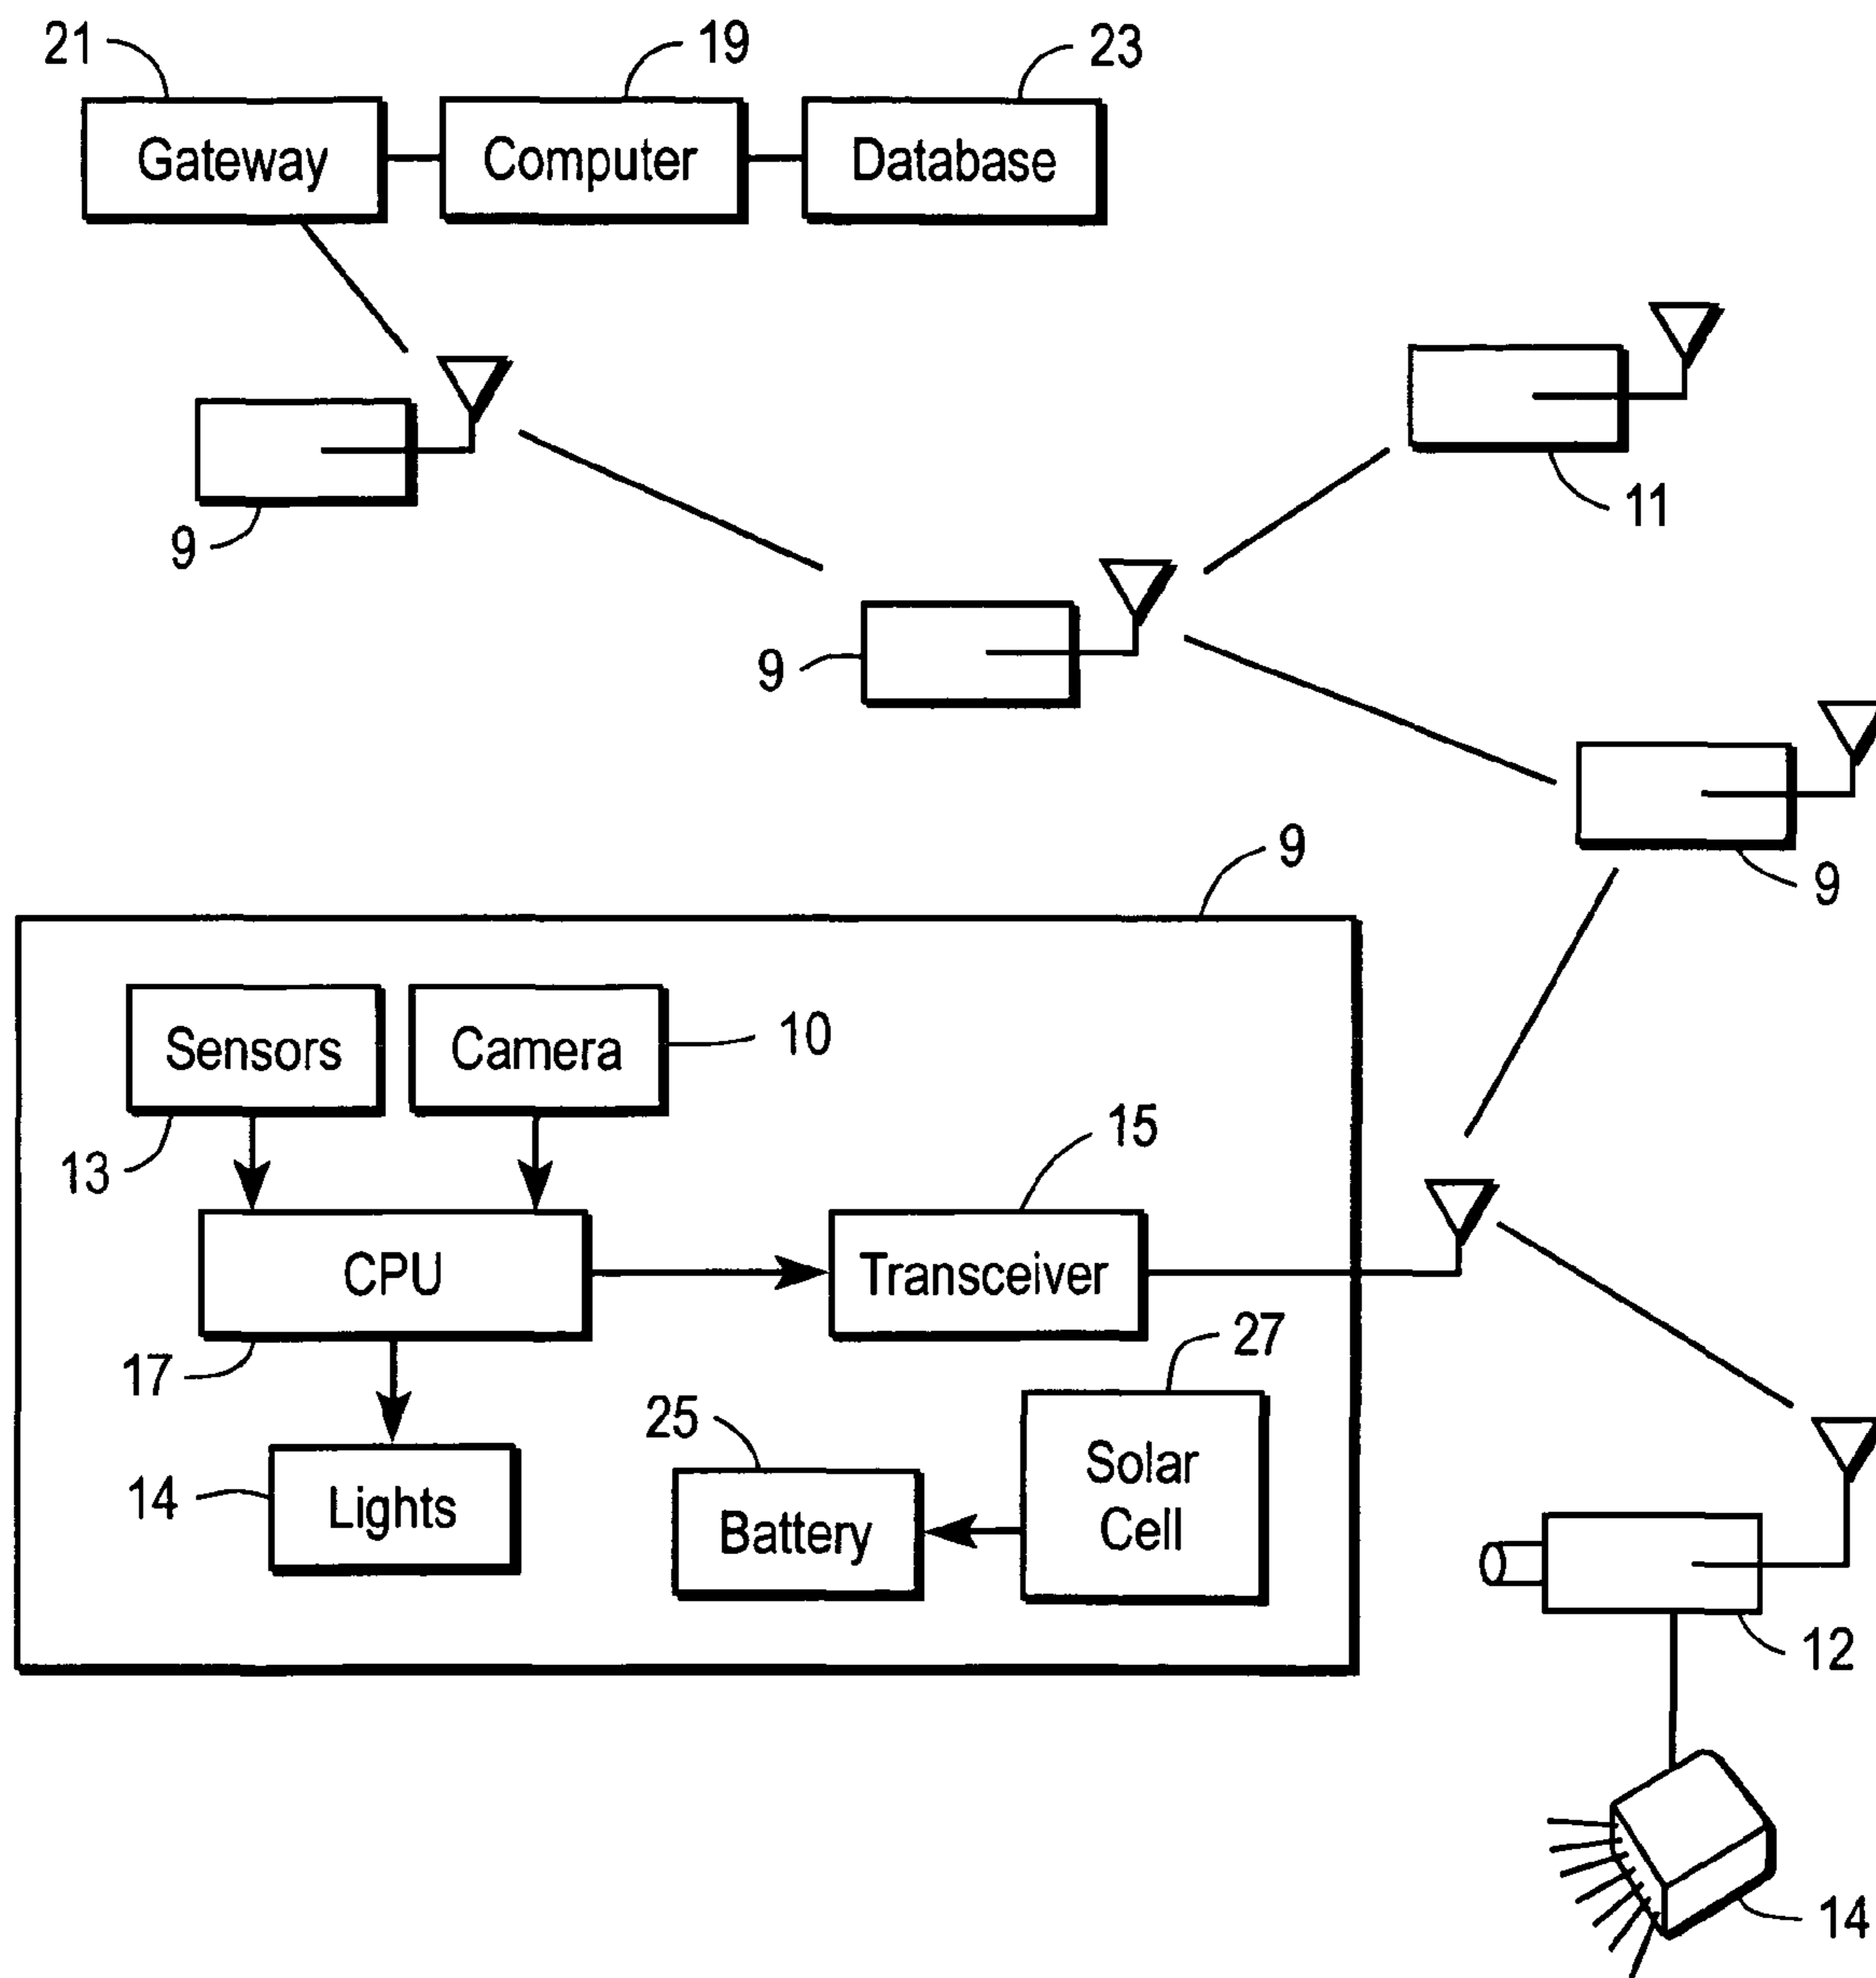 21
19
23
Gateway
Computer
Database
11
9
9
9
9
Sensors
Camera
10
13
15
CPU
Transceiver
17
27
25
14
Lights
Battery
Solar
Cell
12
14